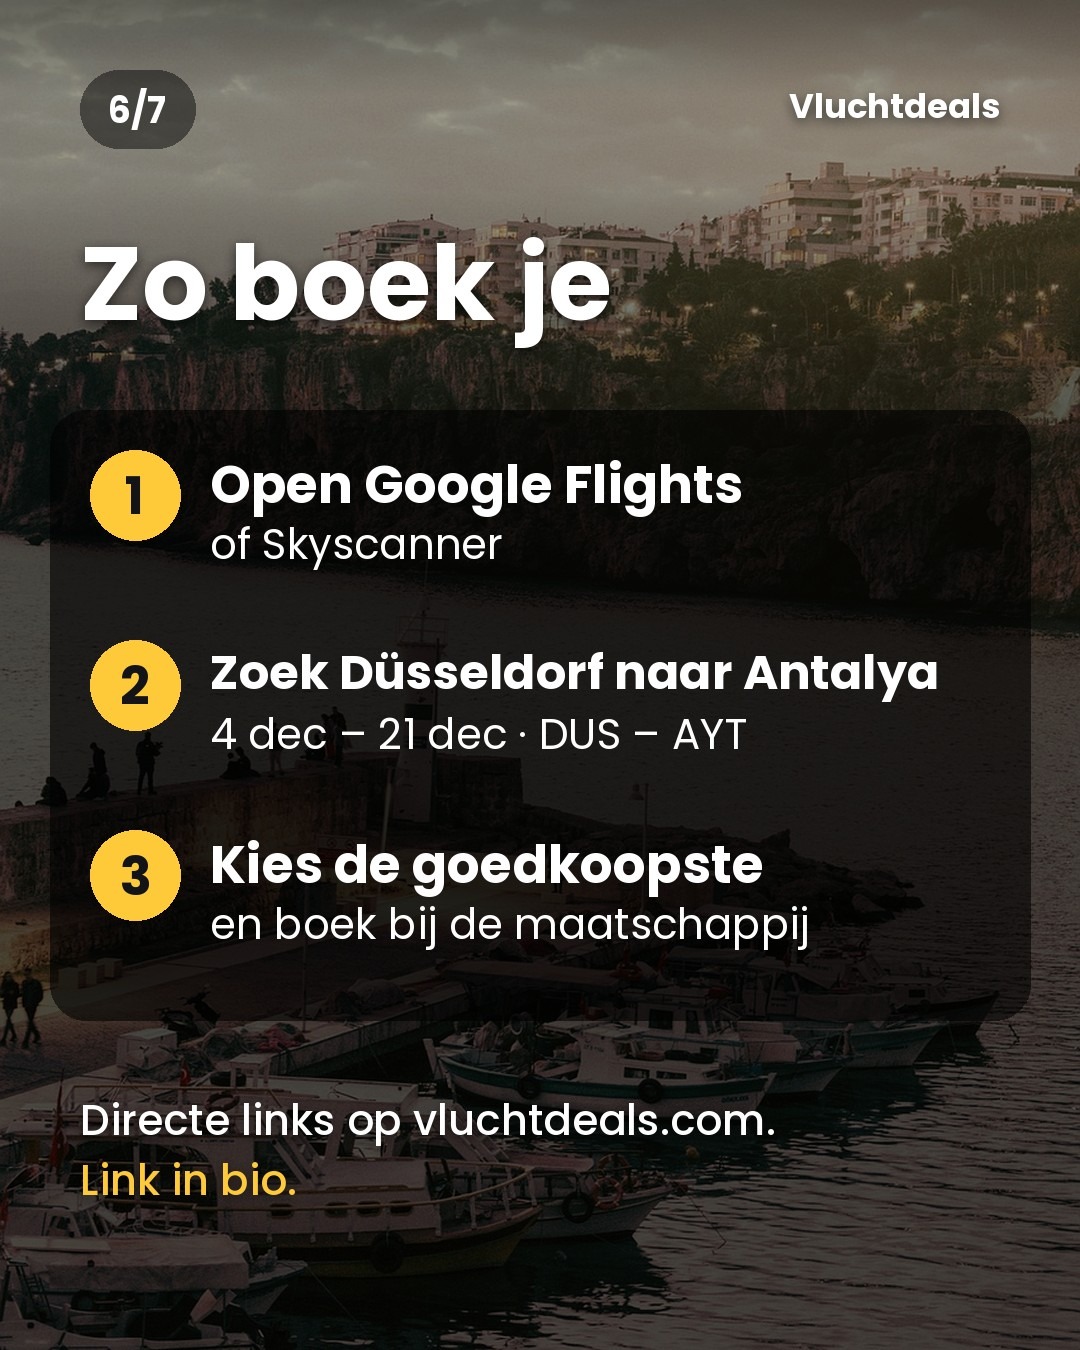 6/7
Vluchtdeals
Zo boek je
1
Open Google Flights
of Skyscanner
2
Zoek Düsseldorf naar Antalya
4 dec – 21 dec · DUS – AYT
3
Kies de goedkoopste
en boek bij de maatschappij
Directe links op vluchtdeals.com.
Link in bio.